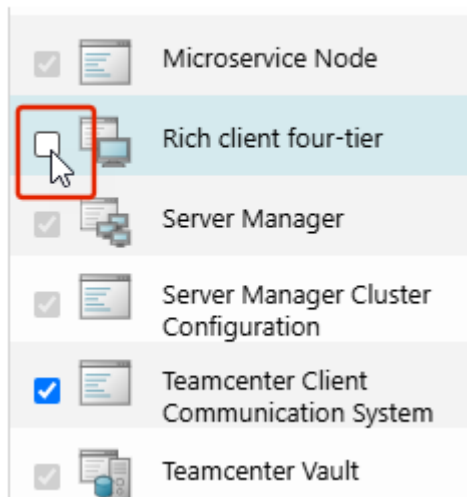 Microservice Node
Rich client four-tier
Server Manager
Server Manager Cluster
Configuration
Teamcenter Client
Communication System
Teamcenter Vault